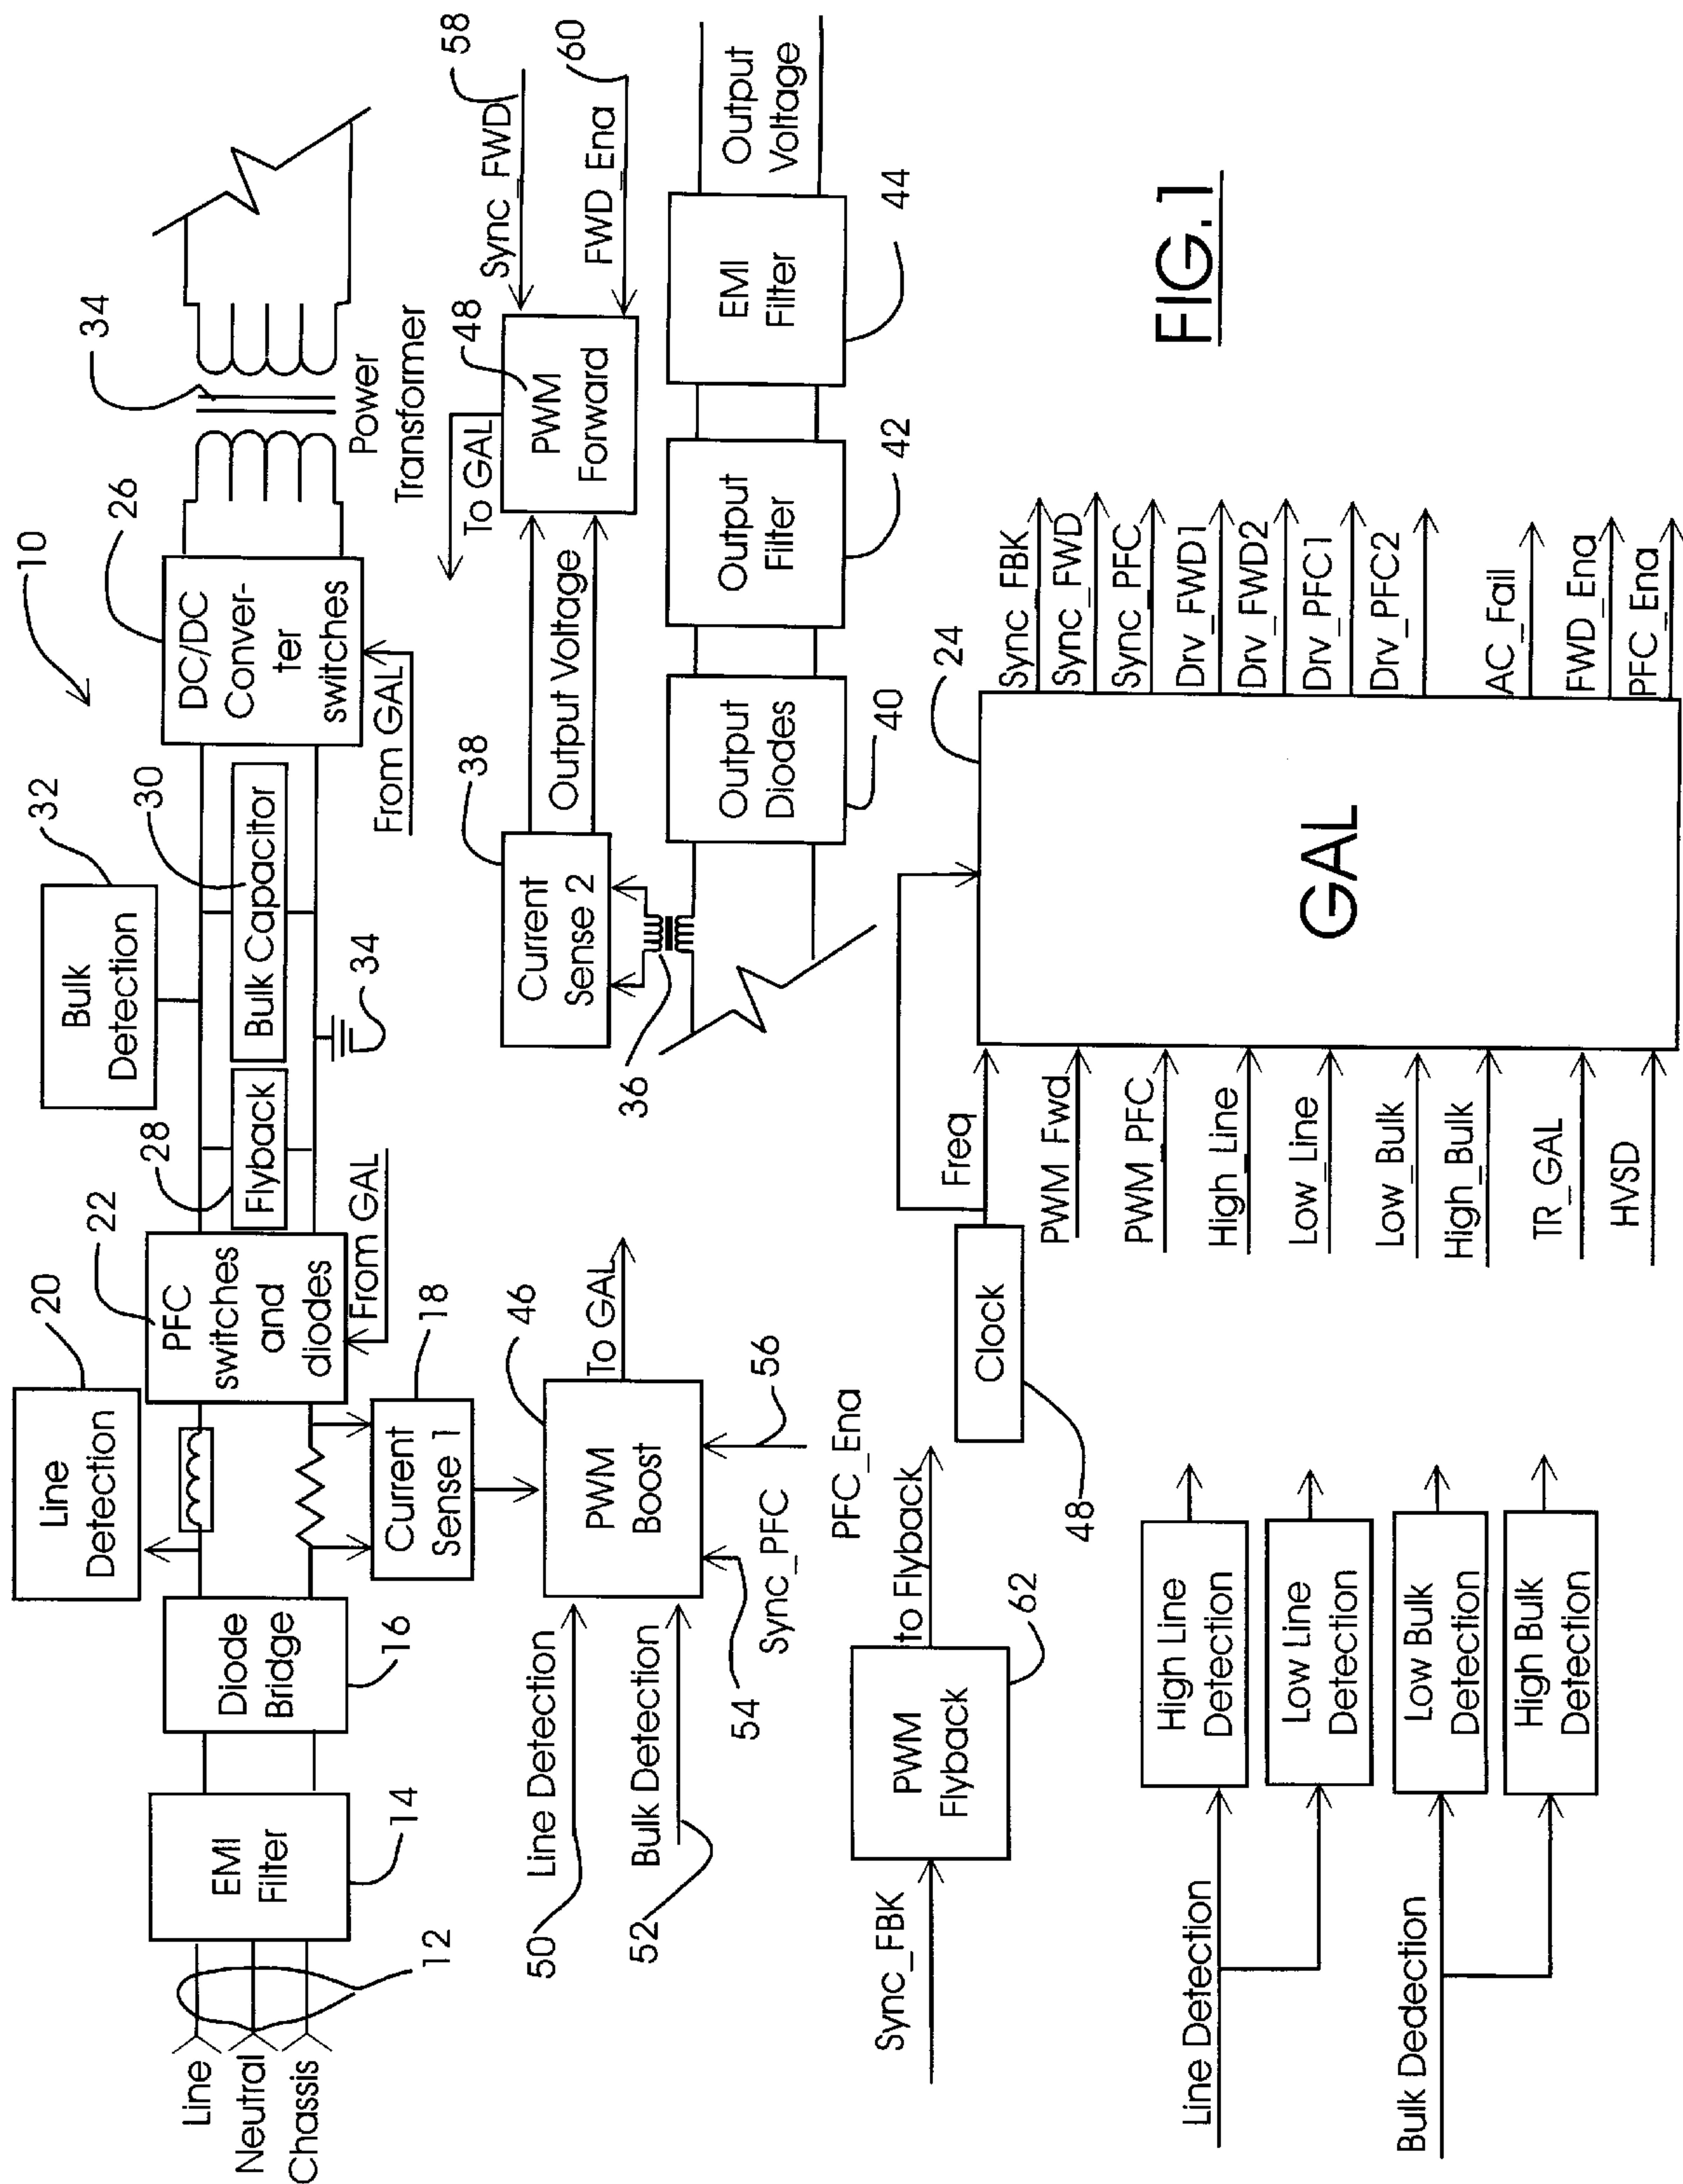 10
Line
Neutral
Chassis
12
EMI
Filter
14
Diode
Bridge
16
Line
Detection
20
Current
Sense 1
18
PFC
switches
and
diodes
22
From GAL
Flyback
28
Bulk
Detection
32
Bulk Capacitor
30
34
DC/DC
Conver-
ter
switches
26
From GAL
34
Power
Transformer
Line Detection
50
Bulk Detection
52
PWM
Boost
46
To GAL
Sync_PFC
54
PFC_Ena
56
Current
Sense 2
38
36
Output Voltage
To GAL
PWM
Forward
48
Sync_FWD
58
FWD_Ena
60
Output
Diodes
40
Output
Filter
42
EMI
Filter
44
Output
Voltage
Sync_FBK
PWM
Flyback
62
to Flyback
Clock
48
Freq
PWM_Fwd
PWM_PFC
High_Line
Low_Line
Low_Bulk
High_Bulk
TR_GAL
HVSD
GAL
24
Sync_FBK
Sync_FWD
Sync_PFC
Drv_FWD1
Drv_FWD2
Drv_PFC1
Drv_PFC2
AC_Fail
FWD_Ena
PFC_Ena
Line Detection
High Line
Detection
Low Line
Detection
Bulk Dedection
Low Bulk
Detection
High Bulk
Detection
FIG.1